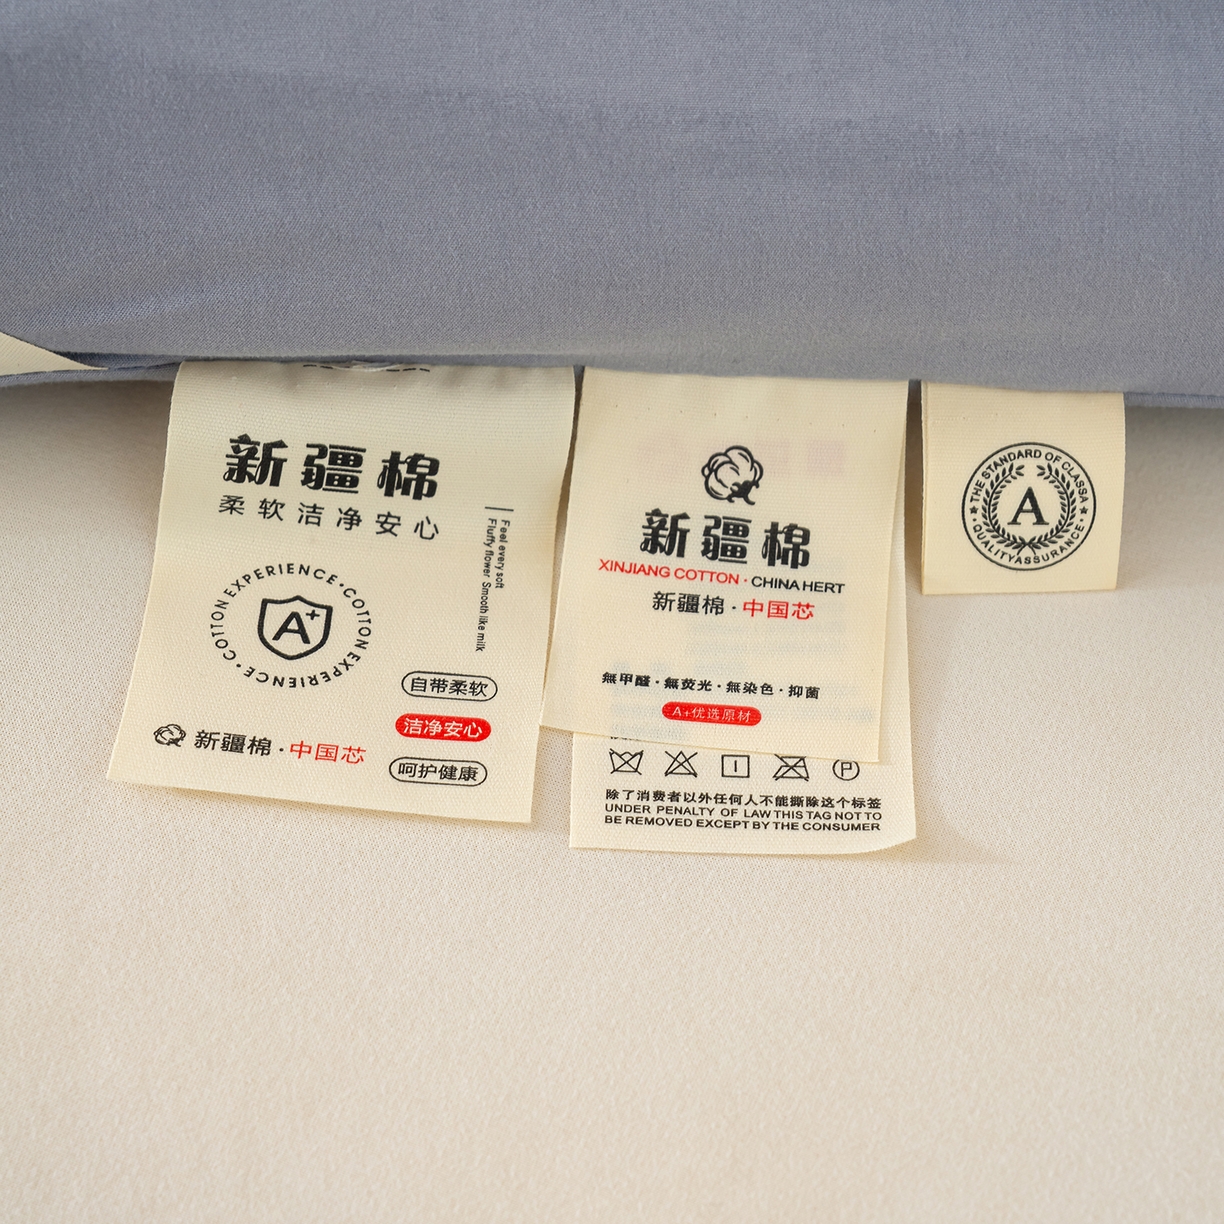 新疆棉
柔软洁净安心
Feel every soft
Fluffy flower Smooth like milk
COTTON EXPERIENCE · COTTON EXPERIENCE ·
A+
自带柔软
洁净安心
呵护健康
新疆棉·中国芯
新疆棉
XINJIANG COTTON · CHINA HERT
新疆棉·中国芯
無甲醛·無荧光·無染色·抑菌
A+优选原材
P
除了消费者以外任何人不能撕除这个标签
UNDER PENALTY OF LAW THIS TAG NOT TO
BE REMOVED EXCEPT BY THE CONSUMER
THE STANDARD OF CLASSA
A
QUALITYASSURANCE